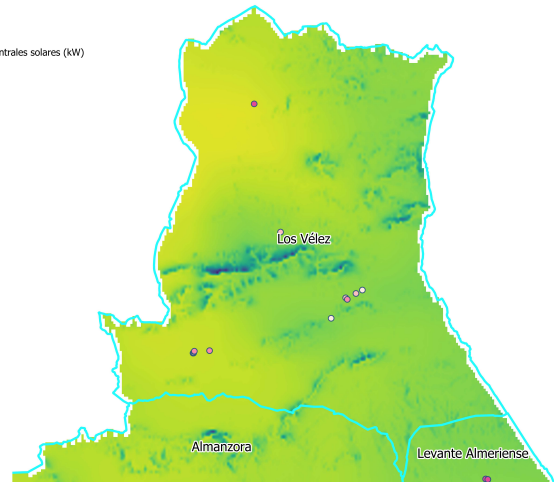 ntrales solares (kW)
Los Vélez
Almanzora
Levante Almeriense